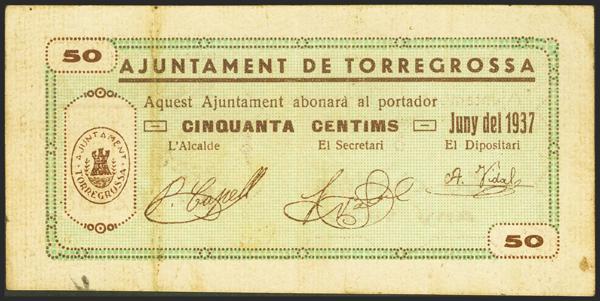 50
AJUNTAMENT DE TORREGROSSA
Aquest Ajuntament abonarà al portador
CINQUANTA CENTIMS Juny del 1937
L'Alcalde El Secretari El Dipositari
A. Vidal
AJUNTAMENT
TORREGROSSA
50